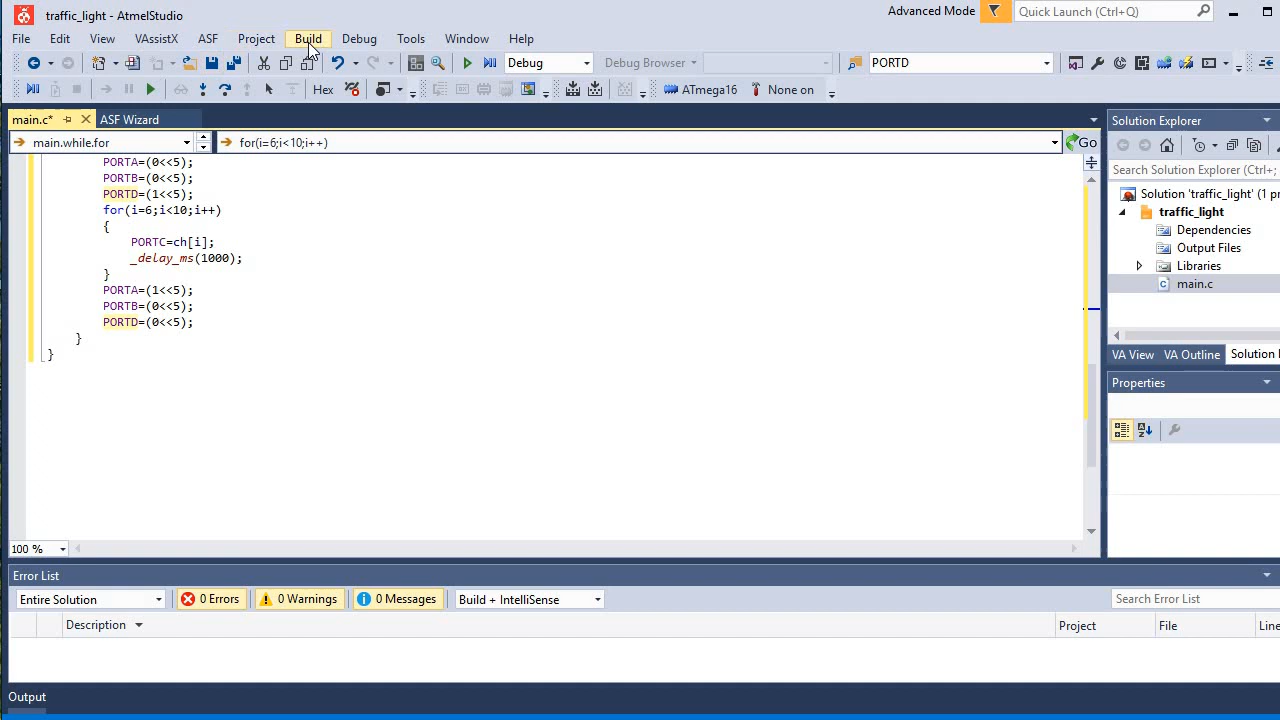 traffic_light - AtmelStudio
Advanced Mode
Quick Launch (Ctrl+Q)
File Edit View VAssistX ASF Project Build Debug Tools Window Help
Debug
Debug Browser
PORTD
Hex
ATmega16
None on
main.c*
ASF Wizard
main.while.for
for(i=6;i<10;i++)
Go
PORTA=(0<<5);
PORTB=(0<<5);
PORTD=(1<<5);
for(i=6;i<10;i++)
{
PORTC=ch[i];
_delay_ms(1000);
}
PORTA=(1<<5);
PORTB=(0<<5);
PORTD=(0<<5);
}
}
100 %
Solution Explorer
Search Solution Explorer (Ctrl+;
Solution 'traffic_light' (1 pr
traffic_light
Dependencies
Output Files
Libraries
main.c
VA View VA Outline Solution
Properties
Error List
Entire Solution
0 Errors
0 Warnings
0 Messages
Build + IntelliSense
Search Error List
Description
Project
File
Line
Output